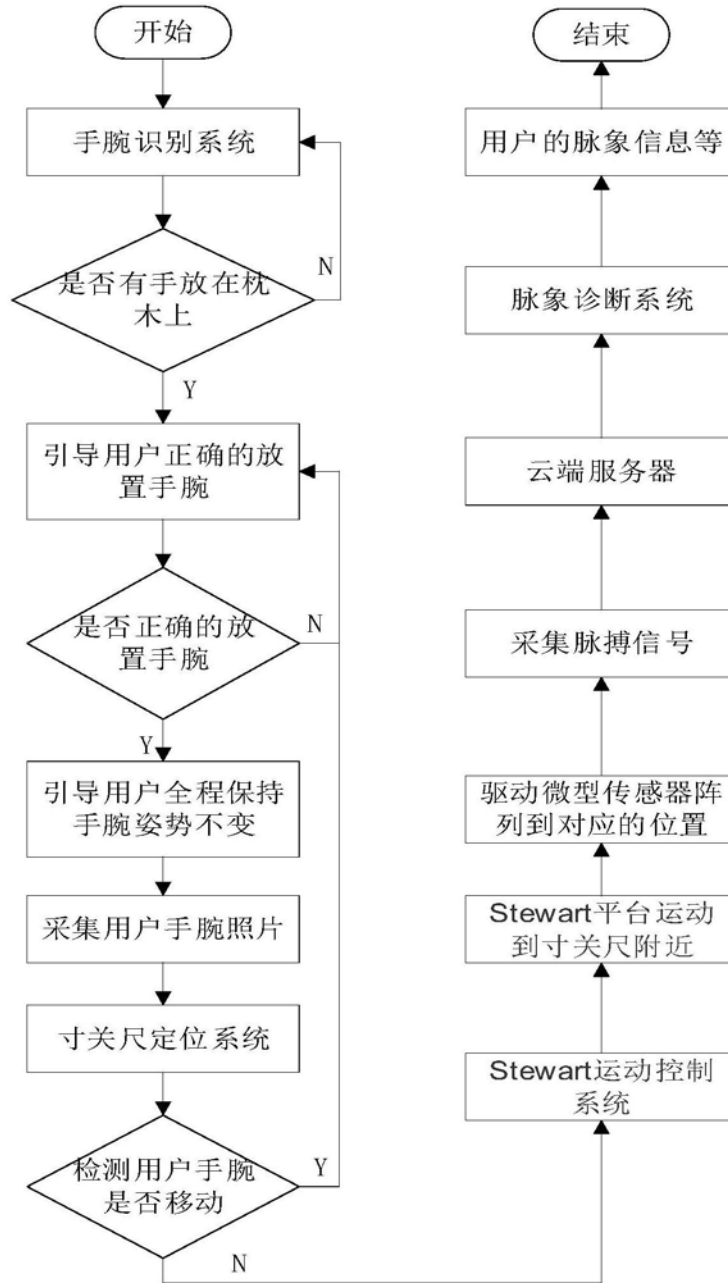 开始
手腕识别系统
是否有手放在枕
木上
N
Y
引导用户正确的放
置手腕
是否正确的放
置手腕
N
Y
引导用户全程保持
手腕姿势不变
采集用户手腕照片
寸关尺定位系统
检测用户手腕
是否移动
Y
N
Stewart运动控制
系统
Stewart平台运动
到寸关尺附近
驱动微型传感器阵
列到对应的位置
采集脉搏信号
云端服务器
脉象诊断系统
用户的脉象信息等
结束